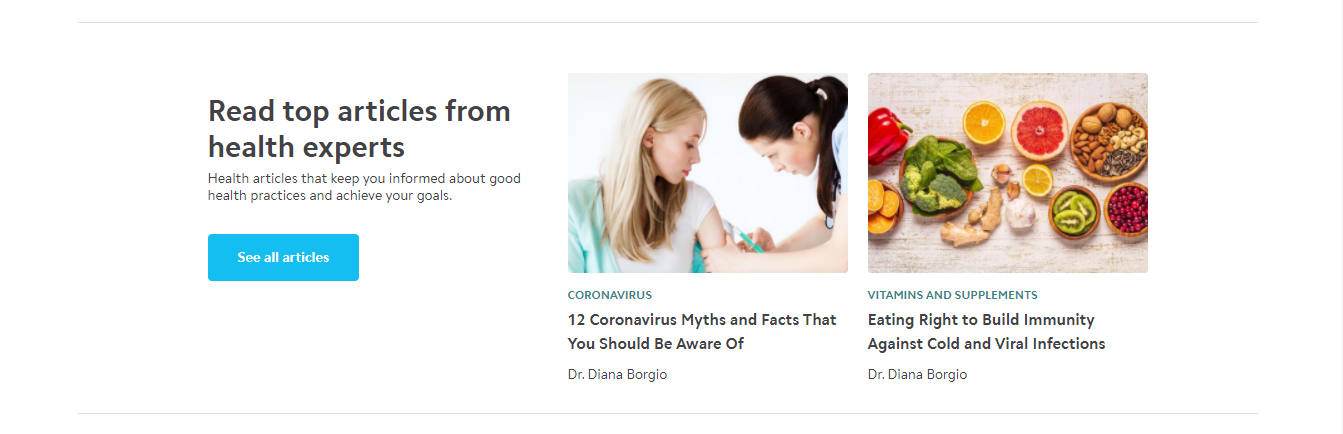 Read top articles from
health experts
Health articles that keep you informed about good
health practices and achieve your goals.
See all articles
CORONAVIRUS
12 Coronavirus Myths and Facts That
You Should Be Aware Of
Dr. Diana Borgio
VITAMINS AND SUPPLEMENTS
Eating Right to Build Immunity
Against Cold and Viral Infections
Dr. Diana Borgio